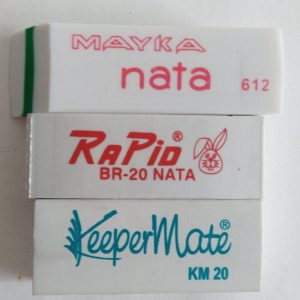 MAYKA
nata
612
RaPid®
BR-20 NATA
KeeperMate®
KM 20